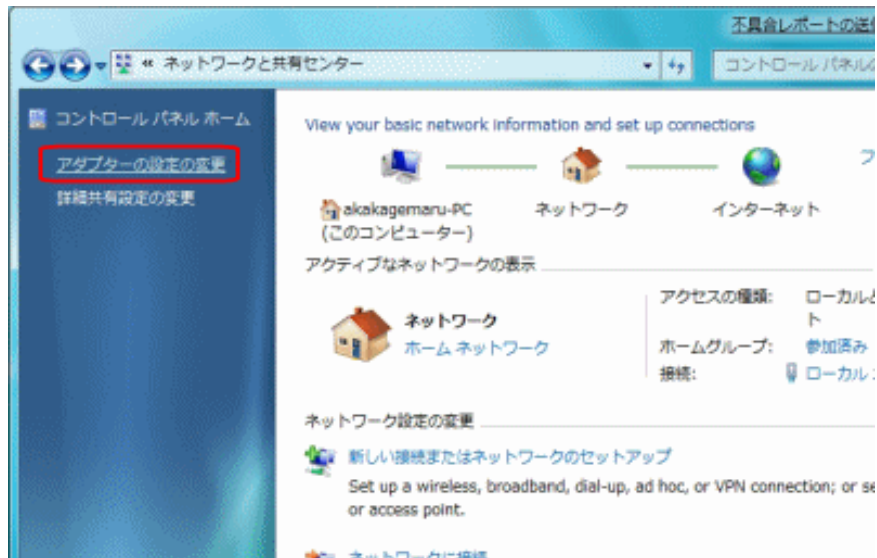 不具合レポートの送
« ネットワークと共有センター
コントロール パネルの
コントロール パネル ホーム
アダプターの設定の変更
詳細共有設定の変更
View your basic network information and set up connections
akakagemaru-PC
(このコンピューター)
ネットワーク
インターネット
アクティブなネットワークの表示
ネットワーク
ホーム ネットワーク
アクセスの種類: ローカルと
ト
ホームグループ: 参加済み
接続: ローカル
ネットワーク設定の変更
新しい接続またはネットワークのセットアップ
Set up a wireless, broadband, dial-up, ad hoc, or VPN connection; or se
or access point.
ネットワークに接続